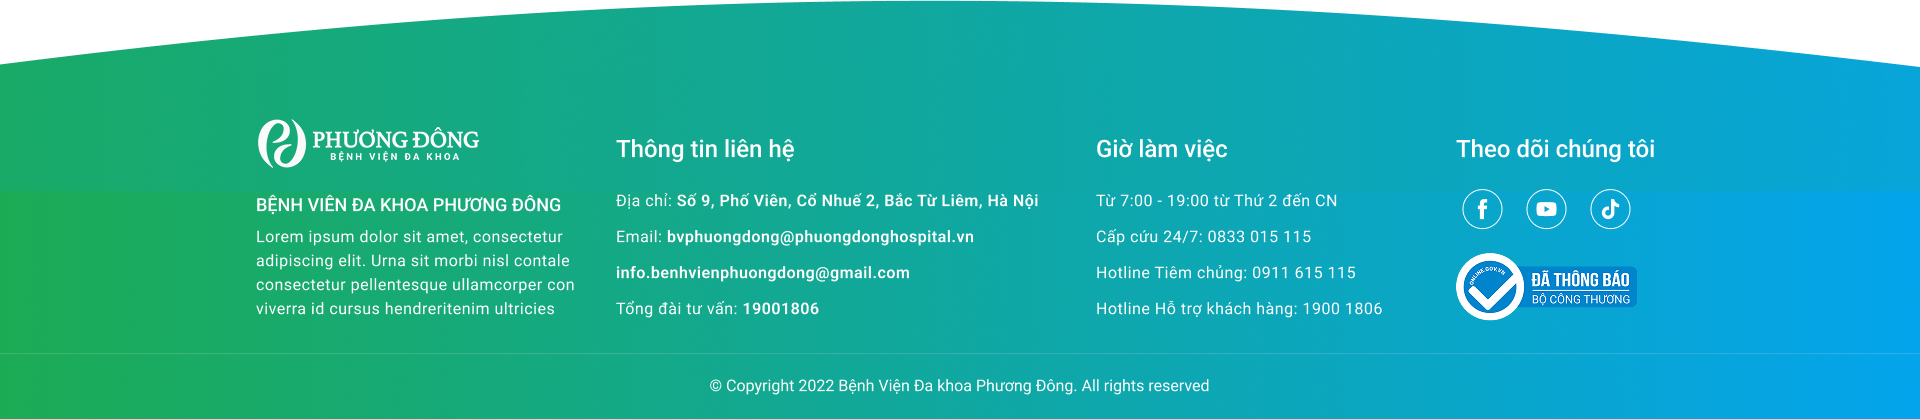 PHƯƠNG ĐÔNG
BỆNH VIỆN ĐA KHOA
BỆNH VIÊN ĐA KHOA PHƯƠNG ĐÔNG
Lorem ipsum dolor sit amet, consectetur
adipiscing elit. Urna sit morbi nisl contale
consectetur pellentesque ullamcorper con
viverra id cursus hendreritenim ultricies
Thông tin liên hệ
Địa chỉ: Số 9, Phố Viên, Cổ Nhuế 2, Bắc Từ Liêm, Hà Nội
Email: bvphuongdong@phuongdonghospital.vn
info.benhvienphuongdong@gmail.com
Tổng đài tư vấn: 19001806
Giờ làm việc
Từ 7:00 - 19:00 từ Thứ 2 đến CN
Cấp cứu 24/7: 0833 015 115
Hotline Tiêm chủng: 0911 615 115
Hotline Hỗ trợ khách hàng: 1900 1806
Theo dõi chúng tôi
ONLINE.GOV.VN
ĐÃ THÔNG BÁO
BỘ CÔNG THƯƠNG
© Copyright 2022 Bệnh Viện Đa khoa Phương Đông. All rights reserved